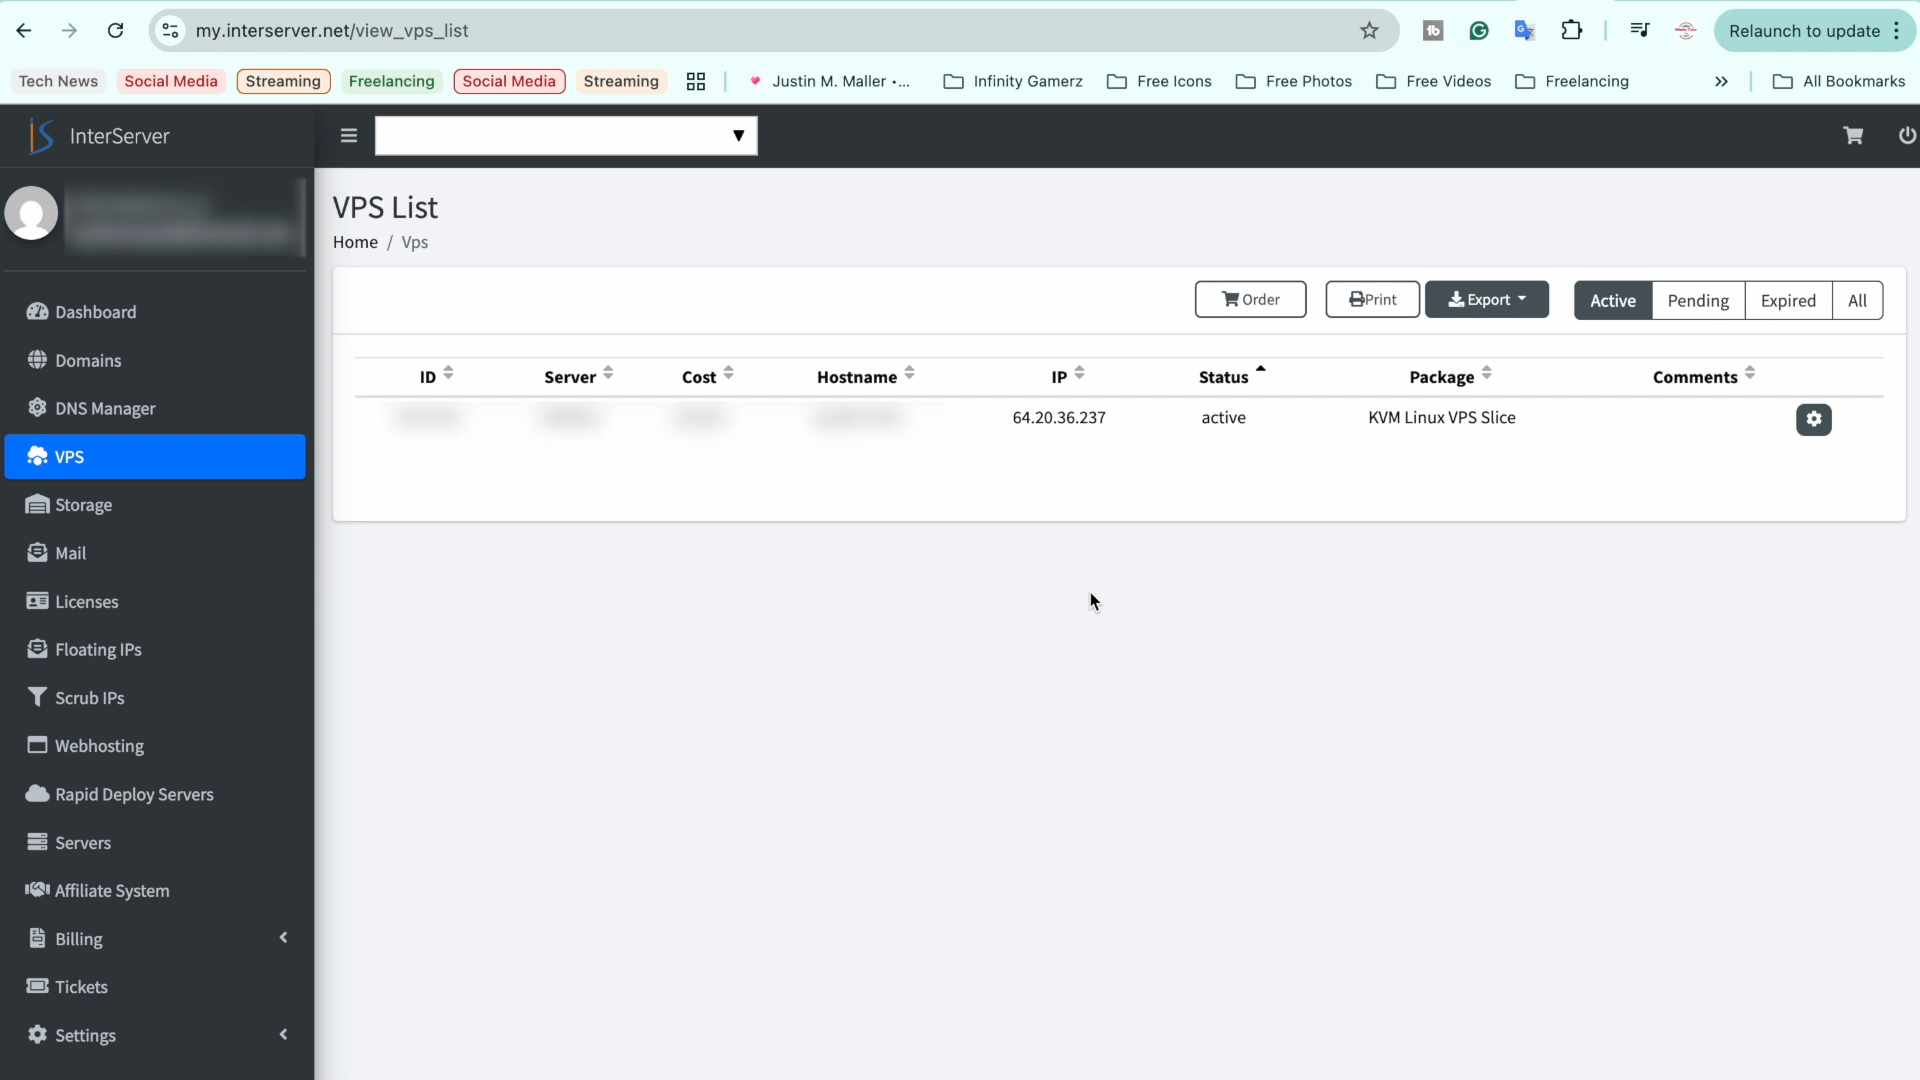 my.interserver.net/view_vps_list
Relaunch to update
Tech News Social Media Streaming Freelancing Social Media Streaming Justin M. Maller •... Infinity Gamerz Free Icons Free Photos Free Videos Freelancing All Bookmarks
InterServer
VPS List
Home / Vps
Order Print Export Active Pending Expired All
ID Server Cost Hostname IP Status Package Comments
64.20.36.237 active KVM Linux VPS Slice
Dashboard
Domains
DNS Manager
VPS
Storage
Mail
Licenses
Floating IPs
Scrub IPs
Webhosting
Rapid Deploy Servers
Servers
Affiliate System
Billing
Tickets
Settings